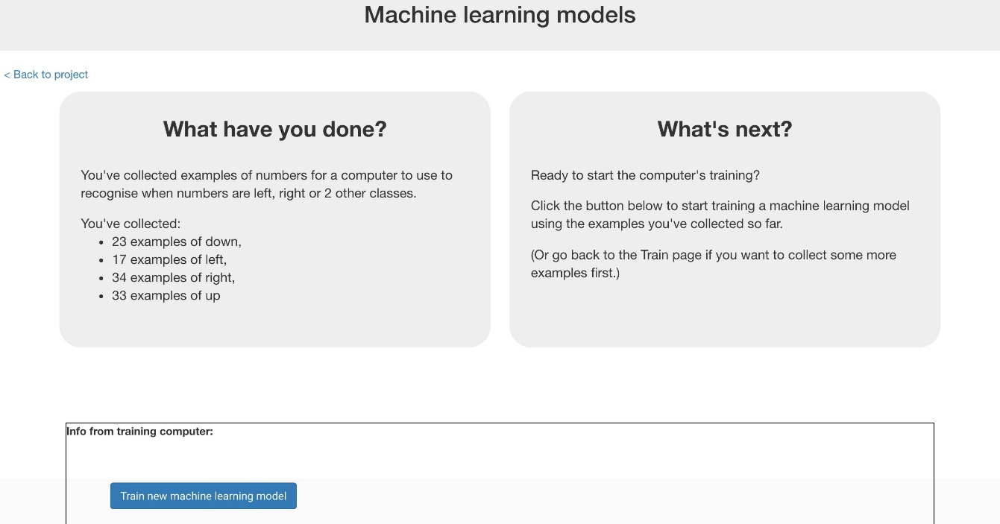 Machine learning models
< Back to project
What have you done?
You've collected examples of numbers for a computer to use to
recognise when numbers are left, right or 2 other classes.
You've collected:
• 23 examples of down,
• 17 examples of left,
• 34 examples of right,
• 33 examples of up
What's next?
Ready to start the computer's training?
Click the button below to start training a machine learning model
using the examples you've collected so far.
(Or go back to the Train page if you want to collect some more
examples first.)
Info from training computer:
Train new machine learning model